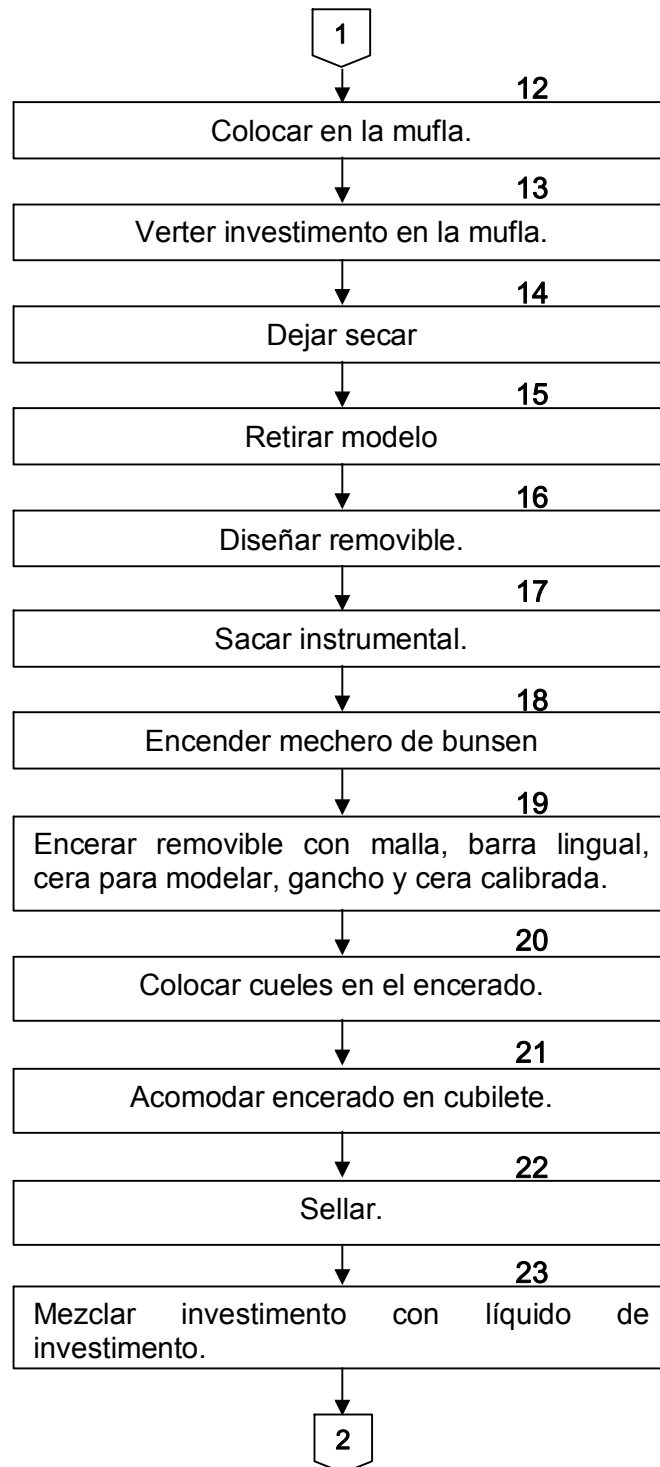 1
12
Colocar en la mufla.
13
Verter investimento en la mufla.
14
Dejar secar
15
Retirar modelo
16
Diseñar removible.
17
Sacar instrumental.
18
Encender mechero de bunsen
19
Encerar removible con malla, barra lingual,
cera para modelar, gancho y cera calibrada.
20
Colocar cueles en el encerado.
21
Acomodar encerado en cubilete.
22
Sellar.
23
Mezclar investimento con líquido de
investimento.
2